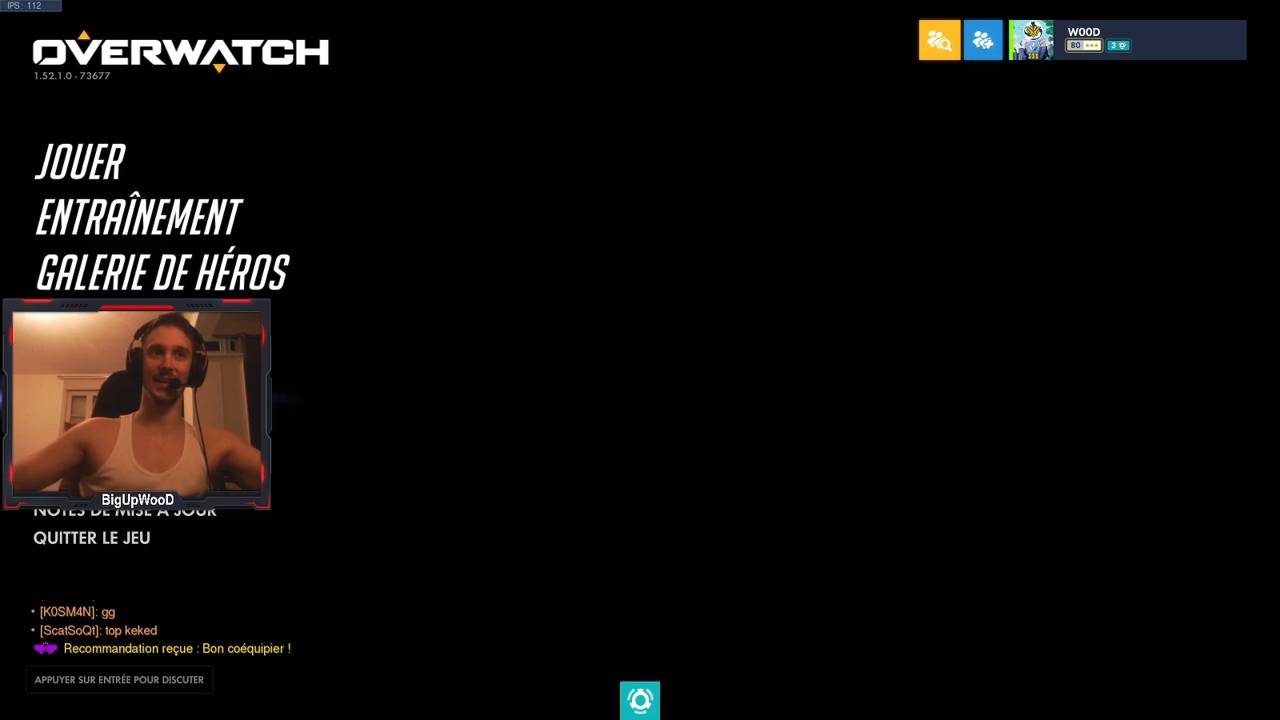 IPS : 112
OVERWATCH
1.52.1.0 - 73677
WOOD
80
3
JOUER
ENTRAÎNEMENT
GALERIE DE HÉROS
BigUpWooD
NOTES DE MISE À JOUR
QUITTER LE JEU
• [K0SM4N]: gg
• [ScatSoQt]: top keked
Recommandation reçue : Bon coéquipier !
APPUYER SUR ENTRÉE POUR DISCUTER